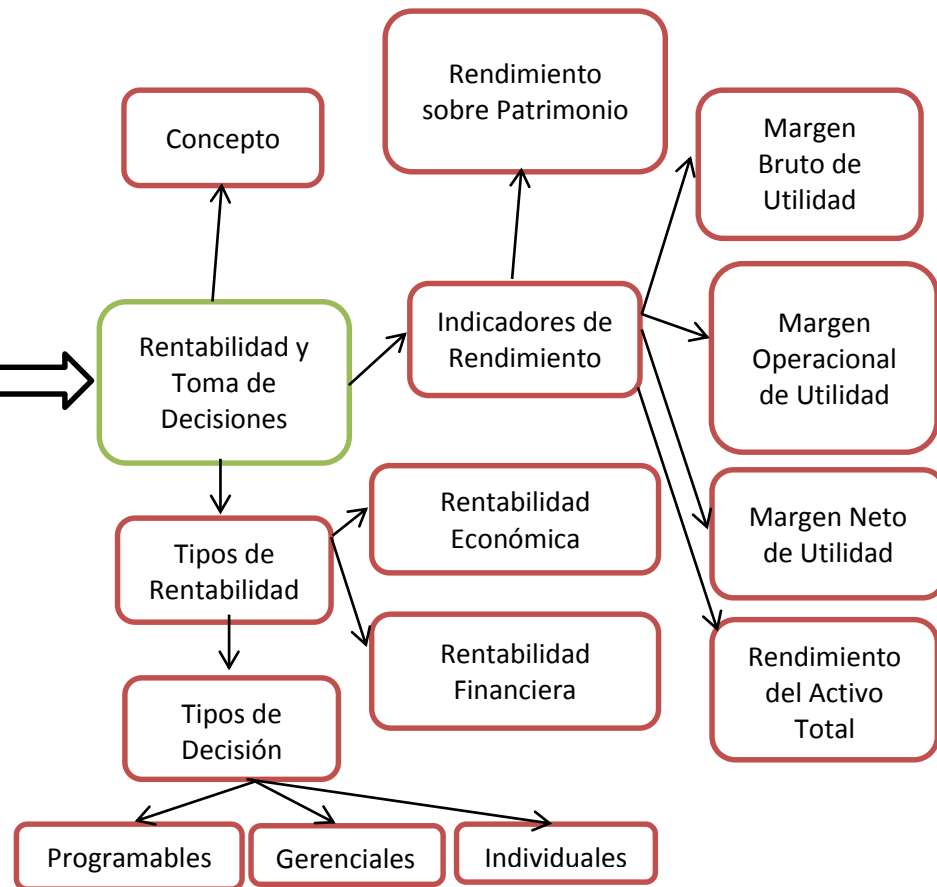 Rendimiento
sobre Patrimonio
Concepto
Margen
Bruto de
Utilidad
Rentabilidad y
Toma de
Decisiones
Indicadores de
Rendimiento
Margen
Operacional
de Utilidad
Rentabilidad
Económica
Margen Neto
de Utilidad
Tipos de
Rentabilidad
Rentabilidad
Financiera
Rendimiento
del Activo
Total
Tipos de
Decisión
Programables
Gerenciales
Individuales